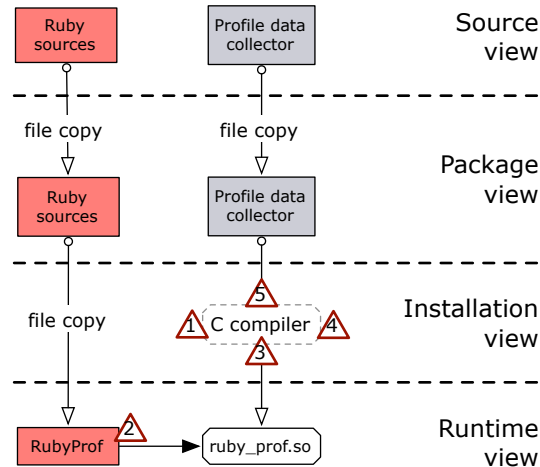 Ruby
sources
Profile data
collector
Source
view
file copy
file copy
Package
view
Ruby
sources
Profile data
collector
5
1
C compiler
4
3
Installation
view
file copy
2
RubyProf
ruby_prof.so
Runtime
view